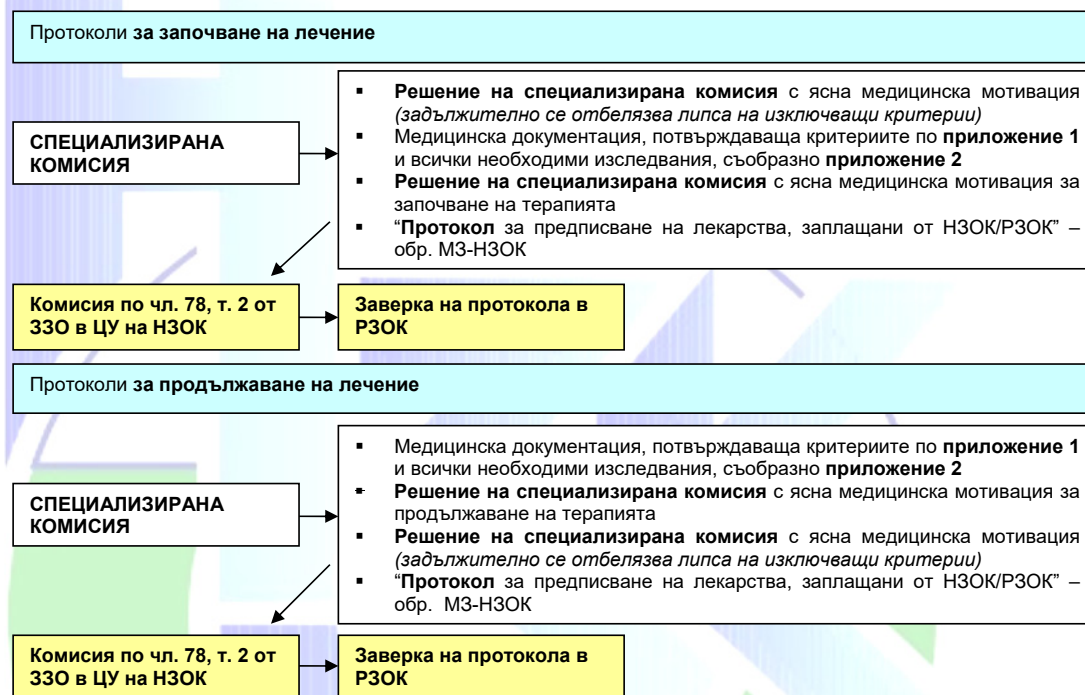 Протоколи за започване на лечение
СПЕЦИАЛИЗИРАНА
КОМИСИЯ
▪ Решение на специализирана комисия с ясна медицинска мотивация
(задължително се отбелязва липса на изключващи критерии)
▪ Медицинска документация, потвърждаваща критериите по приложение 1
и всички необходими изследвания, съобразно приложение 2
▪ Решение на специализирана комисия с ясна медицинска мотивация за
започване на терапията
▪ “Протокол за предписване на лекарства, заплащани от НЗОК/РЗОК” –
обр. МЗ-НЗОК
Комисия по чл. 78, т. 2 от
ЗЗО в ЦУ на НЗОК
Заверка на протокола в
РЗОК
Протоколи за продължаване на лечение
СПЕЦИАЛИЗИРАНА
КОМИСИЯ
▪ Медицинска документация, потвърждаваща критериите по приложение 1
и всички необходими изследвания, съобразно приложение 2
▪ Решение на специализирана комисия с ясна медицинска мотивация за
продължаване на терапията
▪ Решение на специализирана комисия с ясна медицинска мотивация
(задължително се отбелязва липса на изключващи критерии)
▪ “Протокол за предписване на лекарства, заплащани от НЗОК/РЗОК” –
обр. МЗ-НЗОК
Комисия по чл. 78, т. 2 от
ЗЗО в ЦУ на НЗОК
Заверка на протокола в
РЗОК